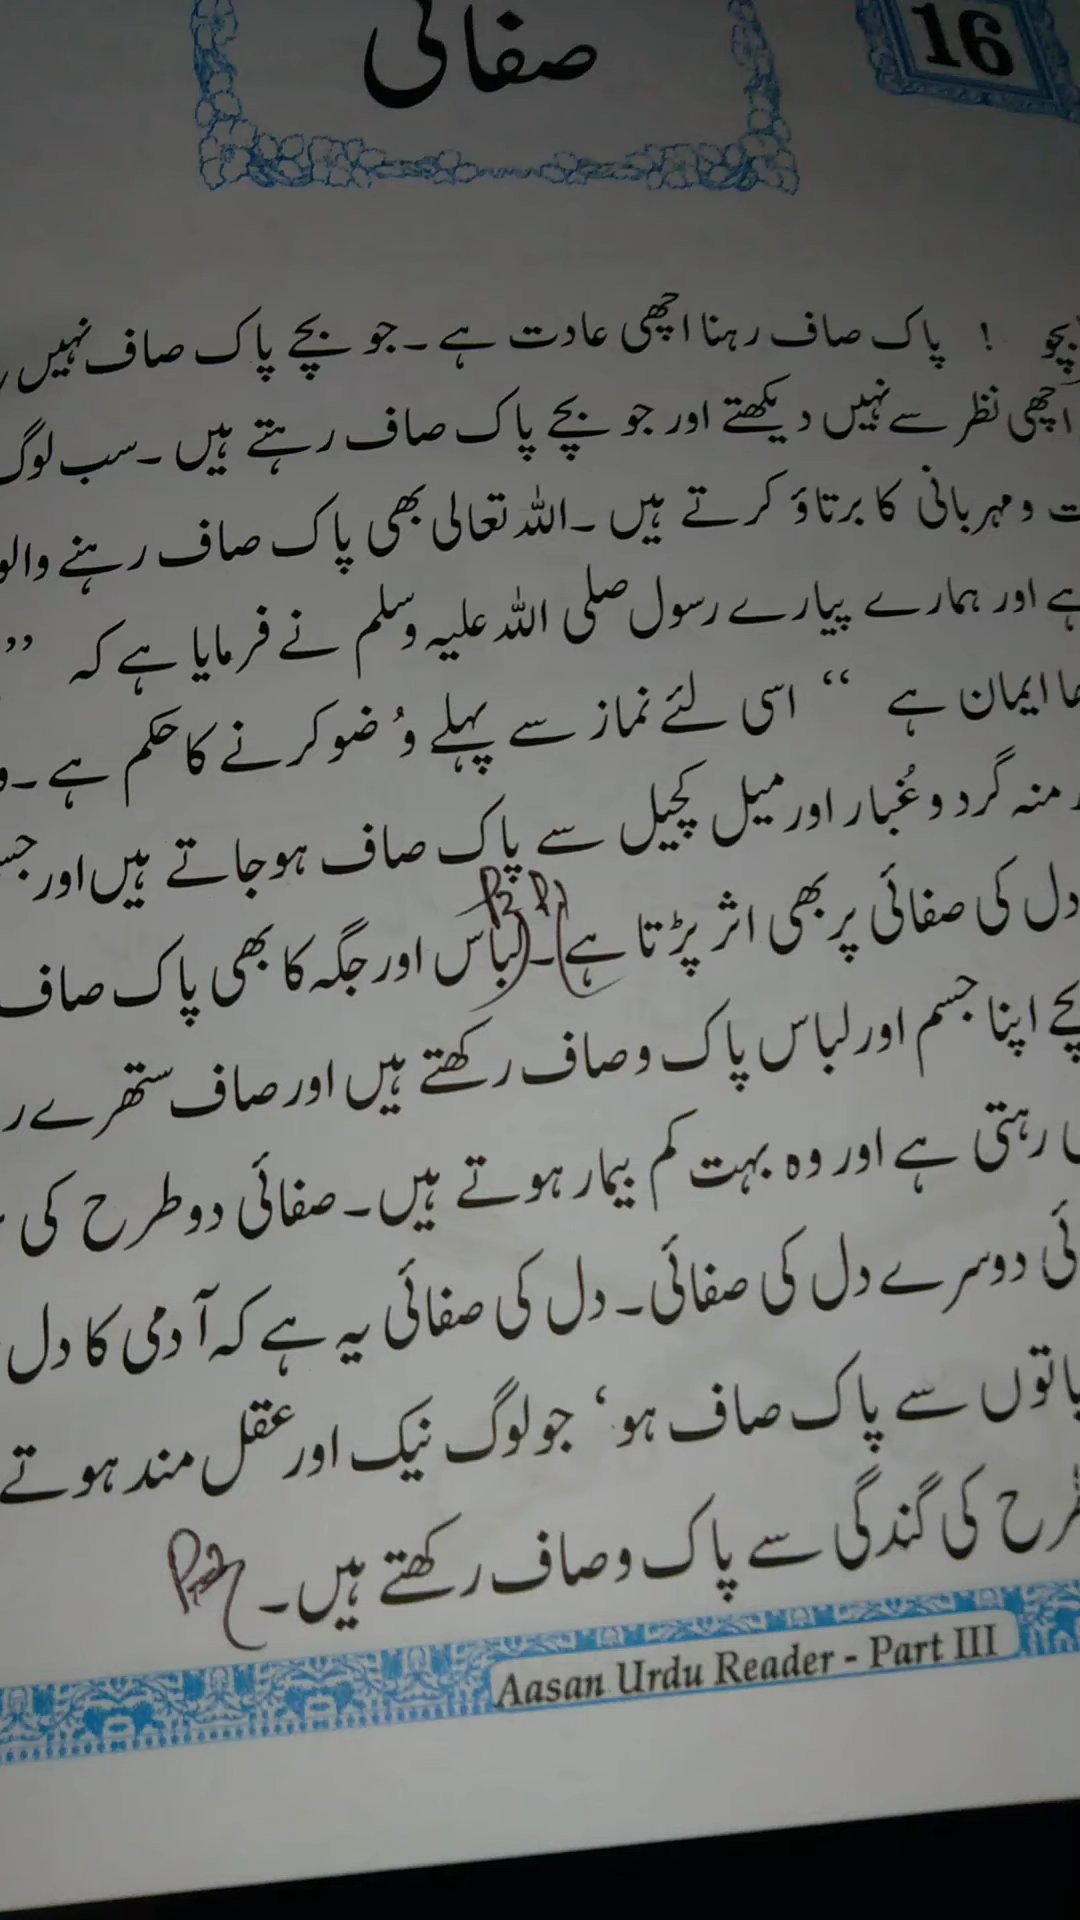 16
صفائی
بچو ! پاک صاف رہنا اچھی عادت ہے ۔ جو بچے پاک صاف نہیں
اچھی نظر سے نہیں دیکھتے اور جو بچے پاک صاف رہتے ہیں ۔ سب لوگ
و مہربانی کا برتاؤ کرتے ہیں ۔ اللہ تعالی بھی پاک صاف رہنے والو
ہے اور ہمارے پیارے رسول صلی اللہ علیہ وسلم نے فرمایا ہے کہ ”
ایمان ہے “ اسی لئے نماز سے پہلے وُضو کرنے کا حکم ہے ۔
منہ گرد و غُبار اور میل کچیل سے پاک صاف ہو جاتے ہیں اور جس
P2 P1
دل کی صفائی پر بھی اثر پڑتا ہے ) ۔ ( لباس اور جگہ کا بھی پاک صاف
بچے اپنا جسم اور لباس پاک و صاف رکھتے ہیں اور صاف ستھرے
رہتی ہے اور وہ بہت کم بیمار ہوتے ہیں ۔ صفائی دو طرح کی
دوسرے دل کی صفائی ۔ دل کی صفائی یہ ہے کہ آدمی کا دل
باتوں سے پاک صاف ہو ‘ جو لوگ نیک اور عقل مند ہوتے
طرح کی گندگی سے پاک و صاف رکھتے ہیں ۔
Aasan Urdu Reader - Part III